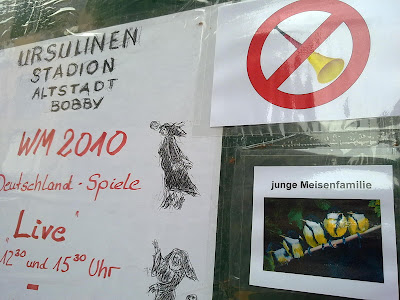 URSULINEN
STADION
ALTSTADT
BOBBY
WM 2010
Deutschland - Spiele
"Live"
12³⁰ und 15³⁰ Uhr
junge Meisenfamilie